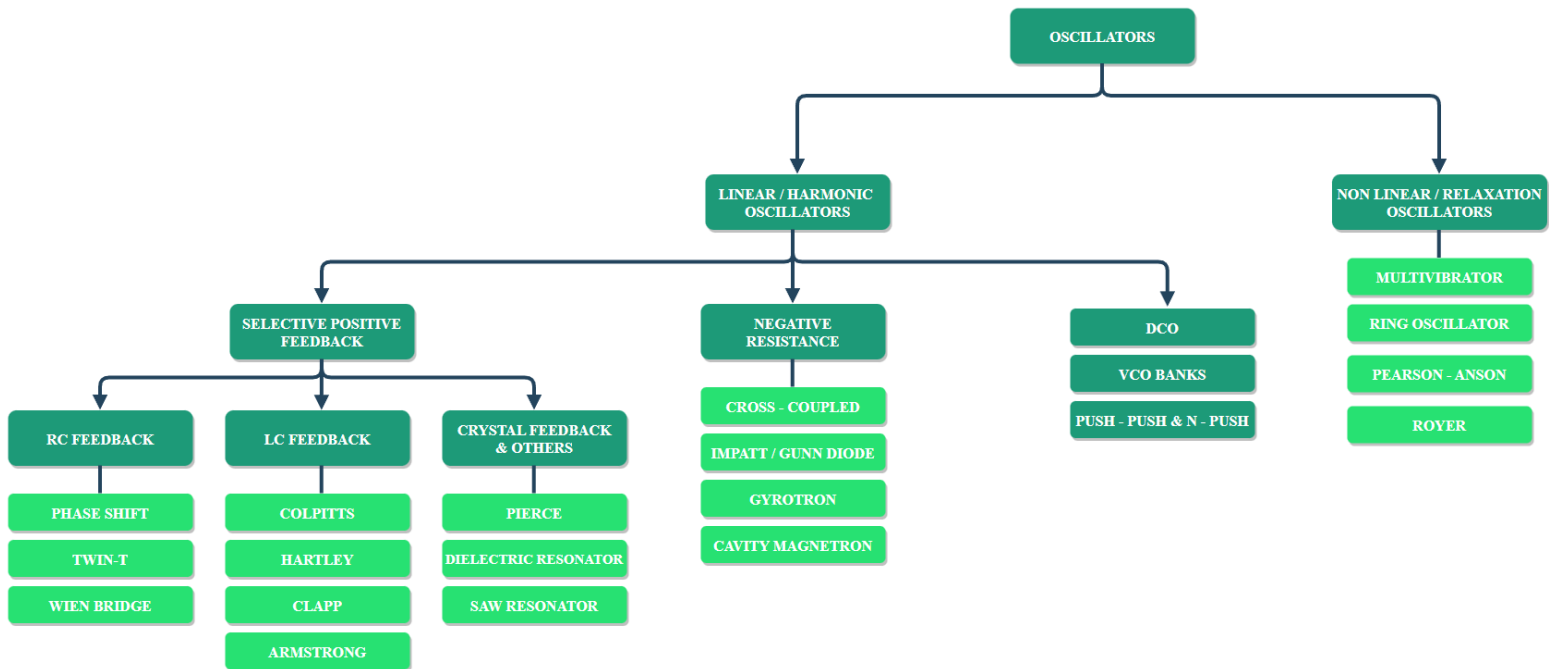 OSCILLATORS
LINEAR / HARMONIC
OSCILLATORS
NON LINEAR / RELAXATION
OSCILLATORS
SELECTIVE POSITIVE
FEEDBACK
NEGATIVE
RESISTANCE
DCO
VCO BANKS
PUSH - PUSH & N - PUSH
MULTIVIBRATOR
RING OSCILLATOR
PEARSON - ANSON
ROYER
RC FEEDBACK
LC FEEDBACK
CRYSTAL FEEDBACK
& OTHERS
CROSS - COUPLED
IMPATT / GUNN DIODE
GYROTRON
CAVITY MAGNETRON
PHASE SHIFT
TWIN-T
WIEN BRIDGE
COLPITTS
HARTLEY
CLAPP
ARMSTRONG
PIERCE
DIELECTRIC RESONATOR
SAW RESONATOR